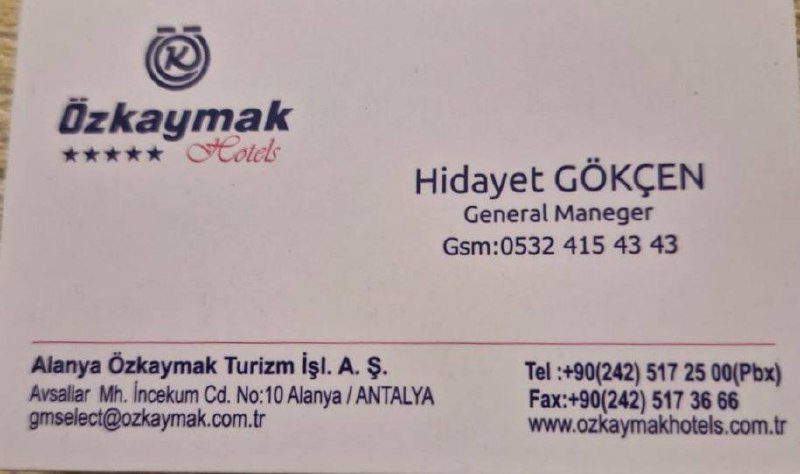 K
Özkaymak
★★★★★ Hotels
Hidayet GÖKÇEN
General Maneger
Gsm:0532 415 43 43
Alanya Özkaymak Turizm İşl. A. Ş.
Avsallar Mh. İncekum Cd. No:10 Alanya / ANTALYA
gmselect@ozkaymak.com.tr
Tel :+90(242) 517 25 00(Pbx)
Fax:+90(242) 517 36 66
www.ozkaymakhotels.com.tr